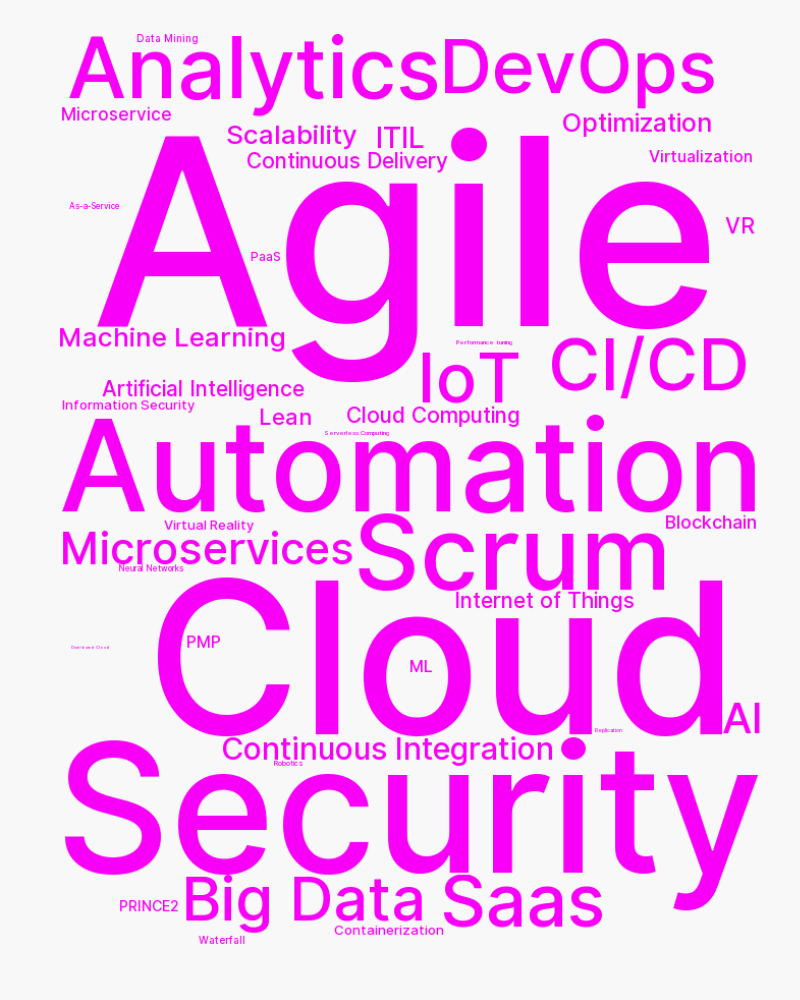 Data Mining
Analytics
DevOps
Microservice
Scalability
ITIL
Optimization
Continuous Delivery
Virtualization
Agile
As-a-Service
VR
PaaS
Machine Learning
Performance-tuning
IoT
CI/CD
Artificial Intelligence
Information Security
Lean
Cloud Computing
Serverless Computing
Automation
Virtual Reality
Blockchain
Microservices
Scrum
Neural Networks
Internet of Things
Cloud
PMP
ML
AI
Replication
Continuous Integration
Robotics
Security
PRINCE2
Big Data
Saas
Containerization
Waterfall